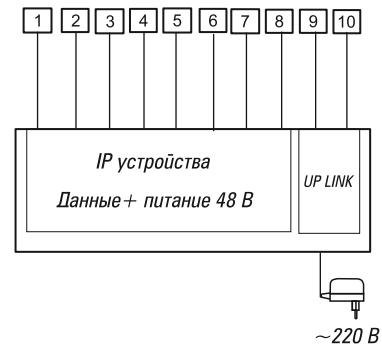 1 2 3 4 5 6 7 8 9 10
IP устройства
Данные+ питание 48 В
UP LINK
~220 В